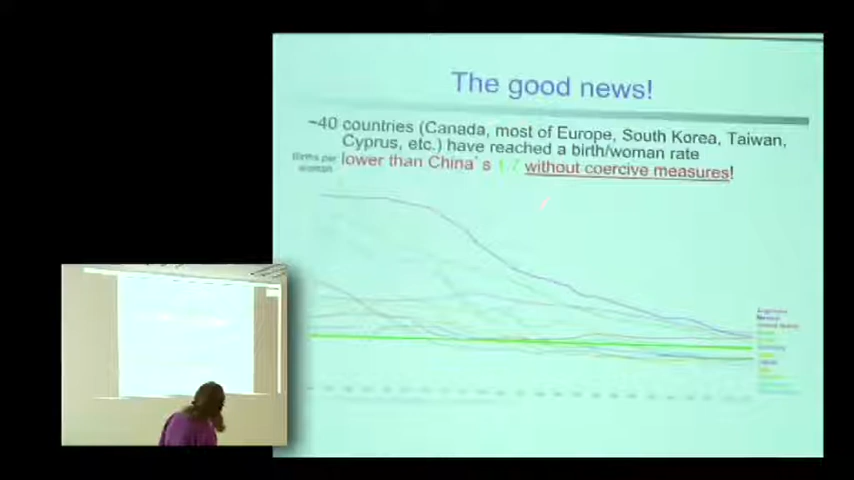 The good news!
~40 countries (Canada, most of Europe, South Korea, Taiwan,
Cyprus, etc.) have reached a birth/woman rate
lower than China's 1.7 without coercive measures!
Births per
woman